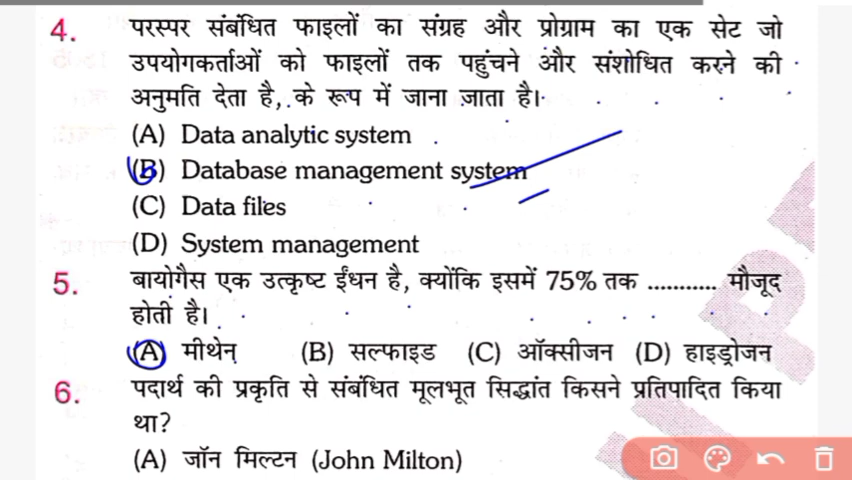 4. परस्पर संबंधित फाइलों का संग्रह और प्रोग्राम का एक सेट जो
उपयोगकर्ताओं को फाइलों तक पहुंचने और संशोधित करने की
अनुमति देता है, के रूप में जाना जाता है।
(A) Data analytic system
(B) Database management system
(C) Data files
(D) System management
5. बायोगैस एक उत्कृष्ट ईंधन है, क्योंकि इसमें 75% तक ........... मौजूद
होती है।
(A) मीथेन (B) सल्फाइड (C) ऑक्सीजन (D) हाइड्रोजन
6. पदार्थ की प्रकृति से संबंधित मूलभूत सिद्धांत किसने प्रतिपादित किया
था?
(A) जॉन मिल्टन (John Milton)